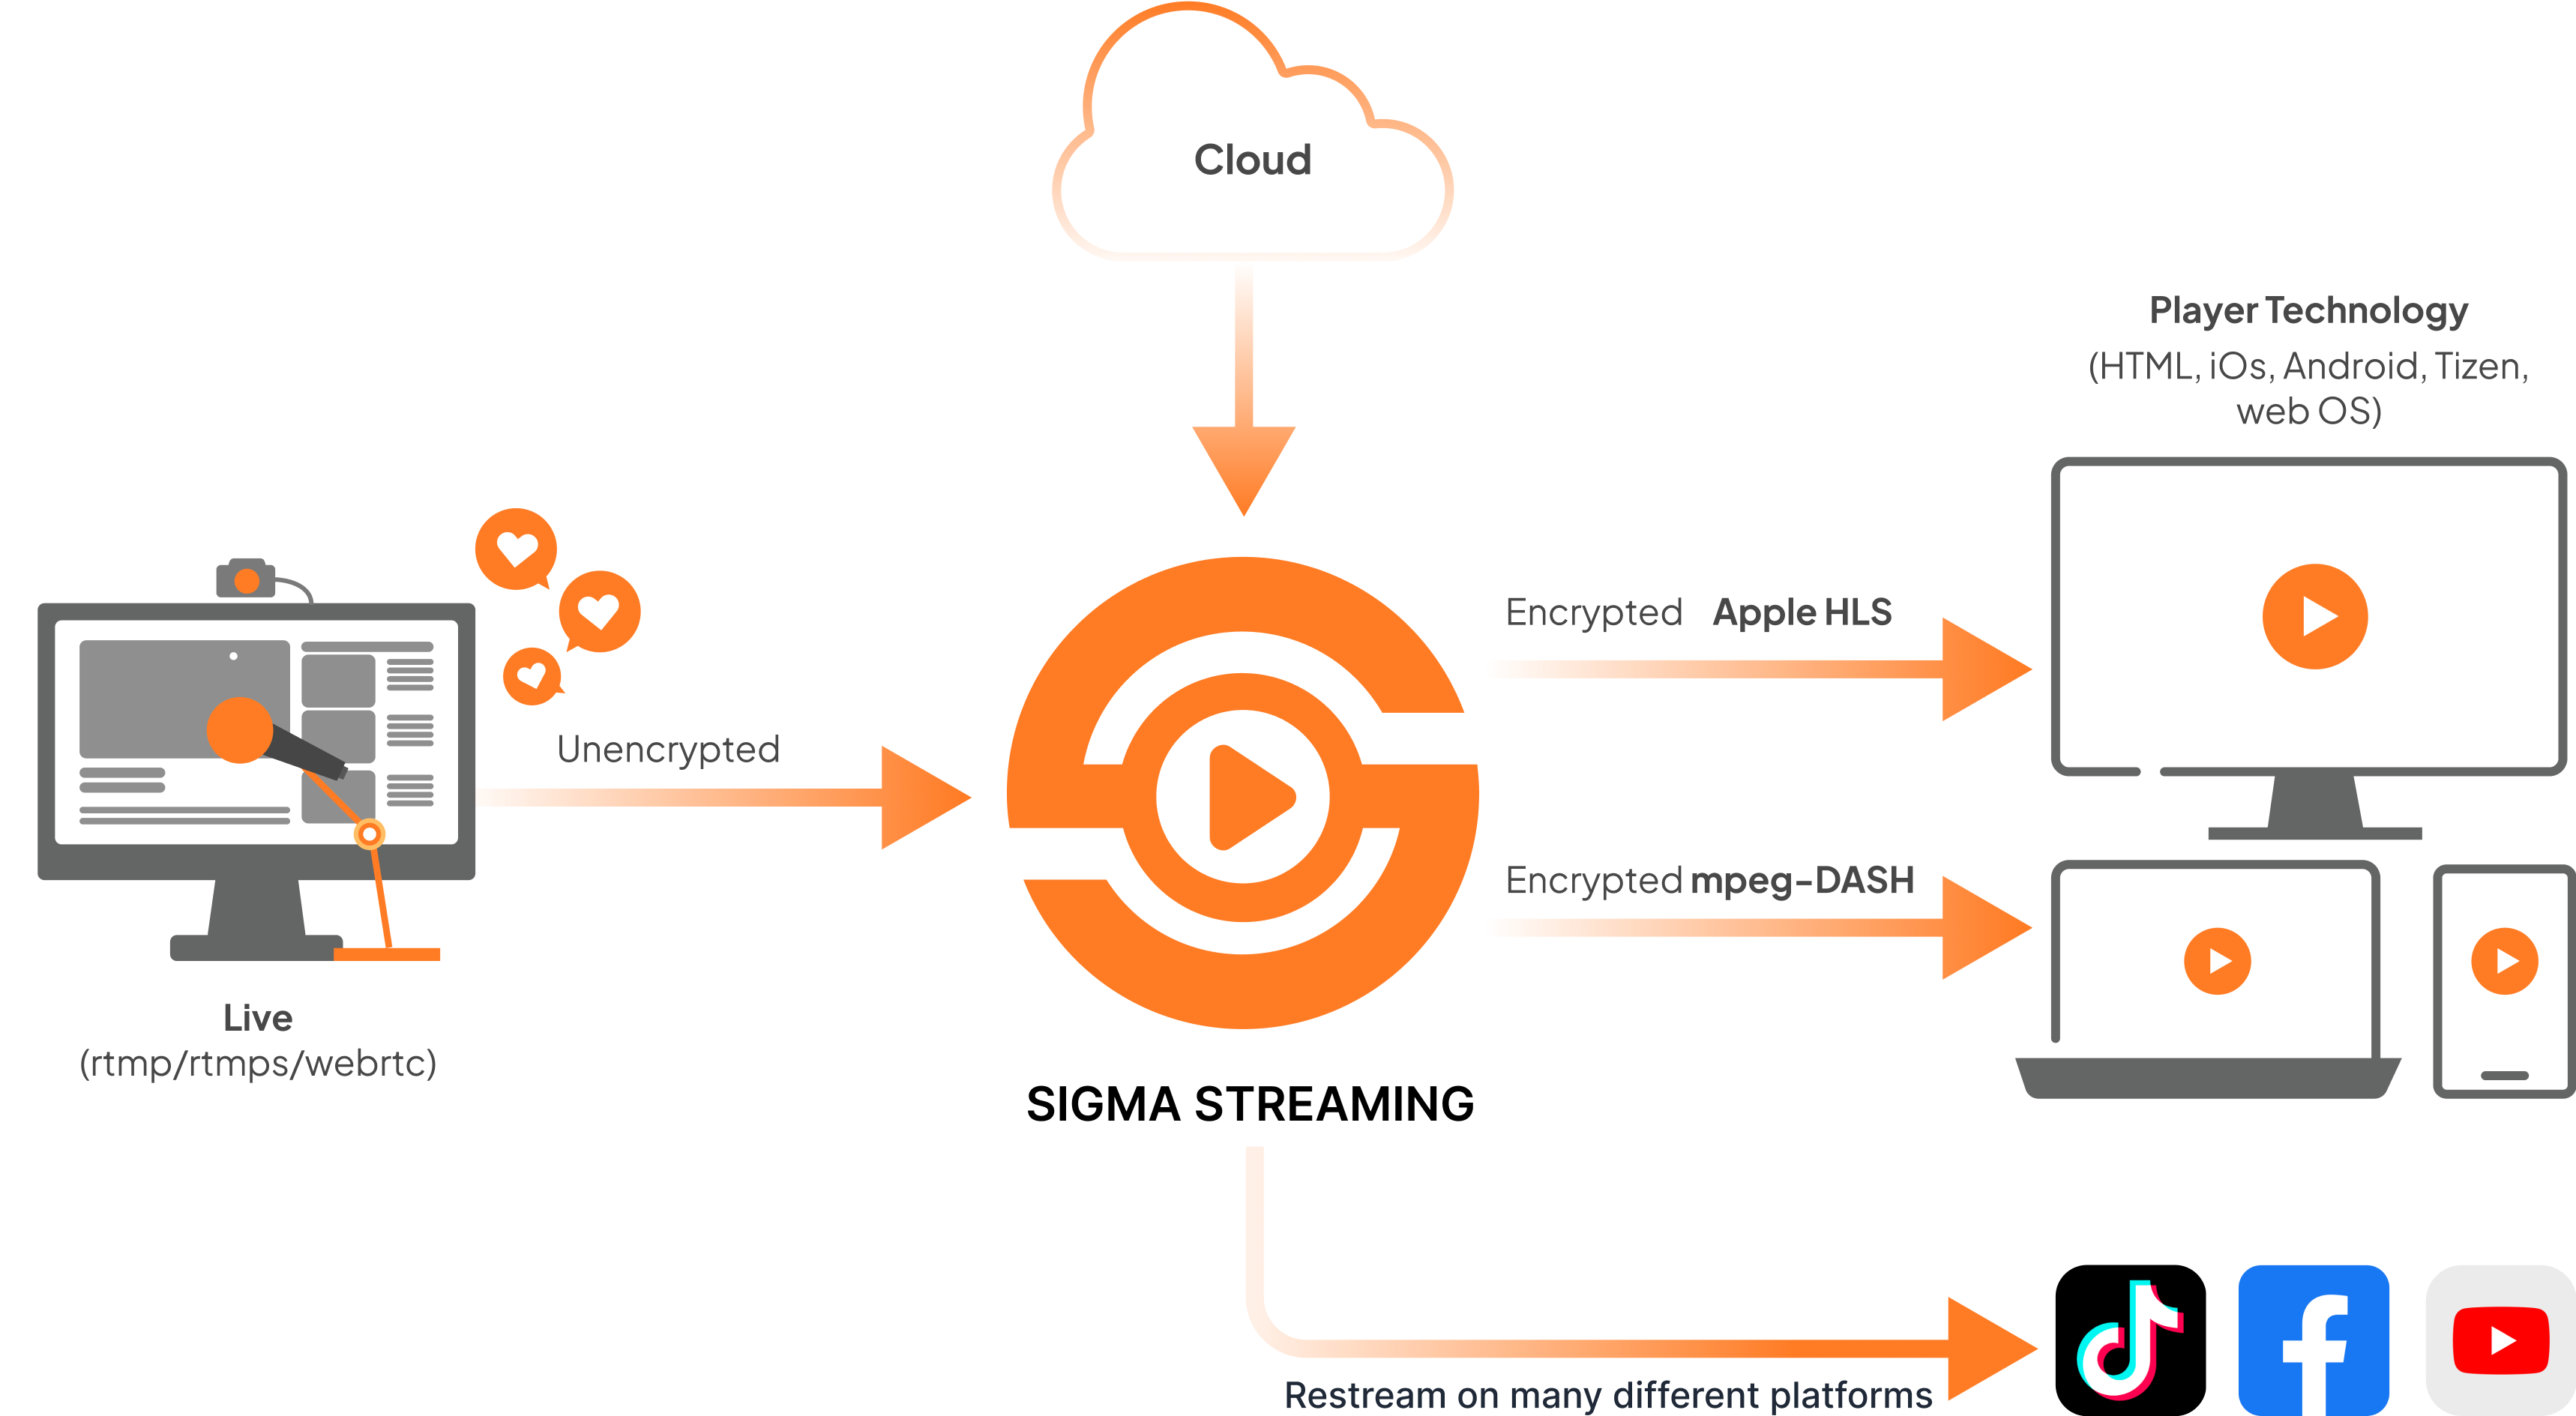 Cloud
Player Technology
(HTML, iOs, Android, Tizen,
web OS)
Encrypted Apple HLS
Unencrypted
Encrypted mpeg-DASH
Live
(rtmp/rtmps/webrtc)
SIGMA STREAMING
Restream on many different platforms